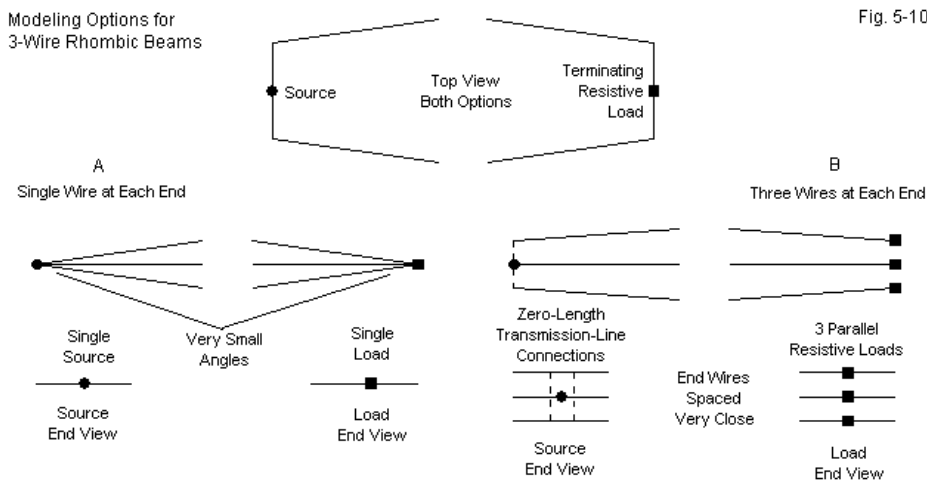 Modeling Options for
3-Wire Rhombic Beams
Fig. 5-10
Source
Top View
Both Options
Terminating
Resistive
Load
A
Single Wire at Each End
B
Three Wires at Each End
Single
Source
Very Small
Angles
Single
Load
Source
End View
Load
End View
Zero-Length
Transmission-Line
Connections
3 Parallel
Resistive Loads
End Wires
Spaced
Very Close
Source
End View
Load
End View